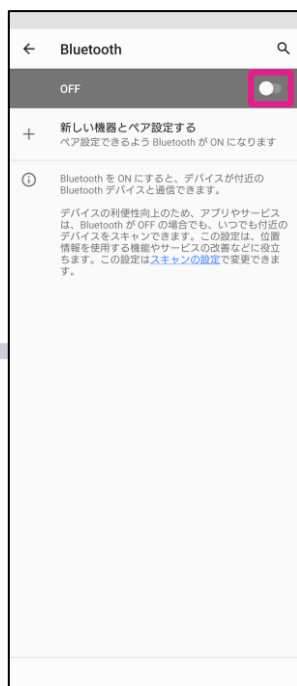 Bluetooth
OFF
新しい機器とペア設定する
ペア設定できるよう Bluetooth が ON になります
Bluetooth を ON にすると、デバイスが付近の
Bluetooth デバイスと通信できます。
デバイスの利便性向上のため、アプリやサービス
は、Bluetooth が OFF の場合でも、いつでも付近の
デバイスをスキャンできます。この設定は、位置
情報を使用する機能やサービスの改善などに役立
ちます。この設定はスキャンの設定で変更できま
す。